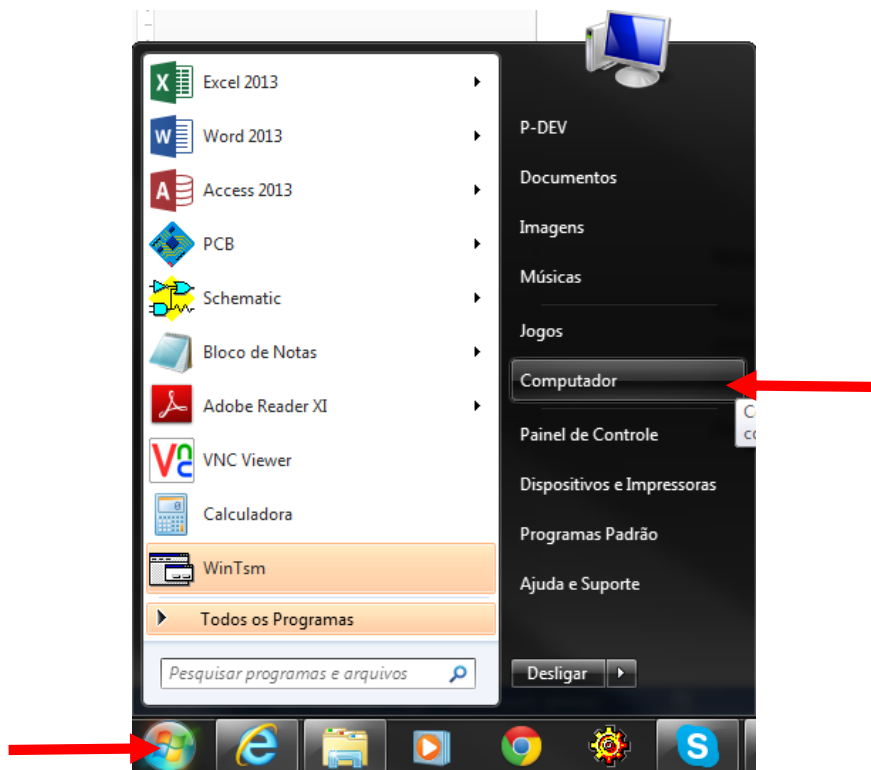 Excel 2013
Word 2013
Access 2013
PCB
Schematic
Bloco de Notas
Adobe Reader XI
VNC Viewer
Calculadora
WinTsm
Todos os Programas
Pesquisar programas e arquivos
P-DEV
Documentos
Imagens
Músicas
Jogos
Computador
Painel de Controle
Dispositivos e Impressoras
Programas Padrão
Ajuda e Suporte
Desligar